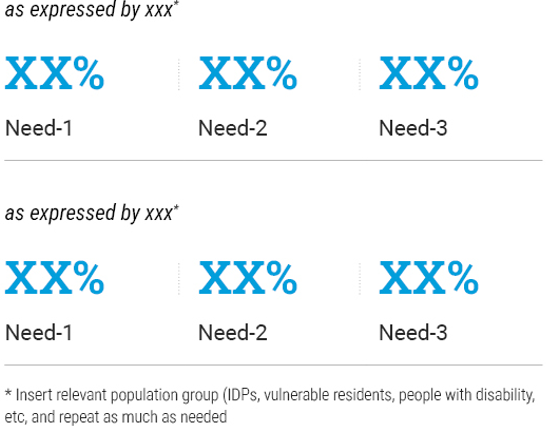 as expressed by xxx*
XX% XX% XX%
Need-1 Need-2 Need-3
as expressed by xxx*
XX% XX% XX%
Need-1 Need-2 Need-3
* Insert relevant population group (IDPs, vulnerable residents, people with disability,
etc, and repeat as much as needed